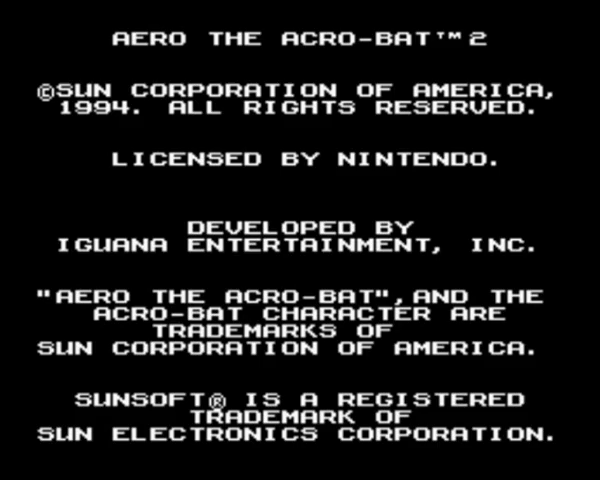 AERO THE ACRO-BAT™ 2
©SUN CORPORATION OF AMERICA,
1994. ALL RIGHTS RESERVED.
LICENSED BY NINTENDO.
DEVELOPED BY
IGUANA ENTERTAINMENT, INC.
"AERO THE ACRO-BAT",AND THE
ACRO-BAT CHARACTER ARE
TRADEMARKS OF
SUN CORPORATION OF AMERICA.
SUNSOFT® IS A REGISTERED
TRADEMARK OF
SUN ELECTRONICS CORPORATION.